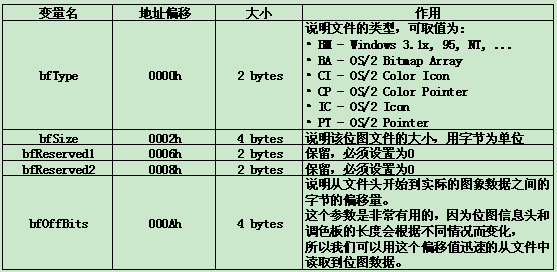 变量名 地址偏移 大小 作用
bfType 0000h 2 bytes 说明文件的类型，可取值为：
· BM - Windows 3.1x, 95, NT, ...
· BA - OS/2 Bitmap Array
· CI - OS/2 Color Icon
· CP - OS/2 Color Pointer
· IC - OS/2 Icon
· PT - OS/2 Pointer
bfSize 0002h 4 bytes 说明该位图文件的大小，用字节为单位
bfReserved1 0006h 2 bytes 保留，必须设置为0
bfReserved2 0008h 2 bytes 保留，必须设置为0
bfOffBits 000Ah 4 bytes 说明从文件头开始到实际的图象数据之间的
字节的偏移量。
这个参数是非常有用的，因为位图信息头和
调色板的长度会根据不同情况而变化，
所以我们可以用这个偏移值迅速的从文件中
读取到位图数据。